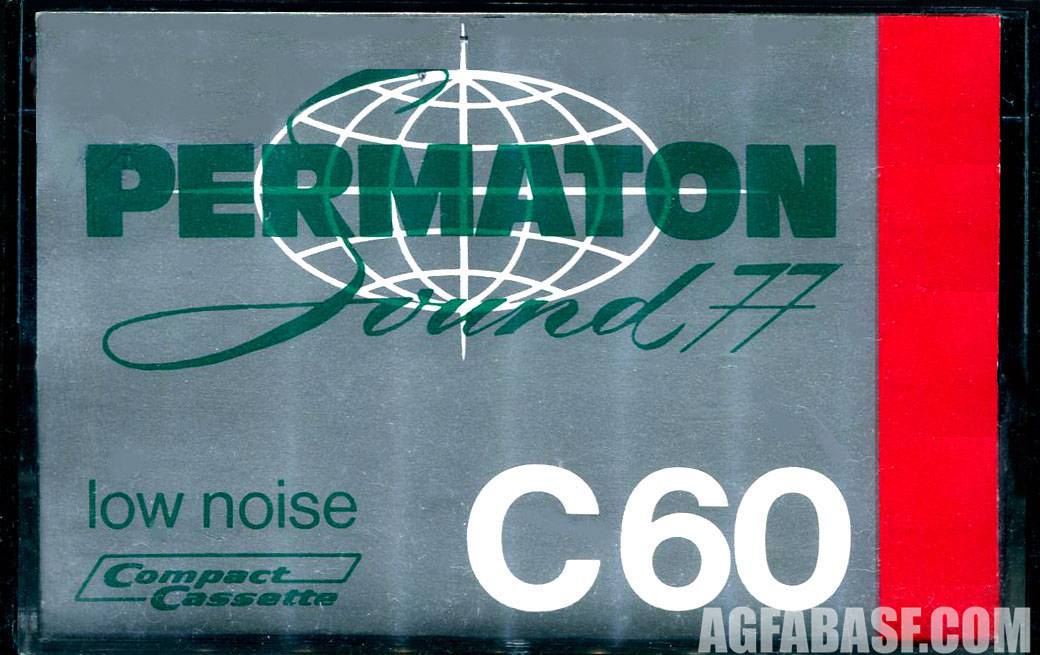 PERMATON
Sound 77
low noise
C60
Compact
Cassette
AGFABASF.COM